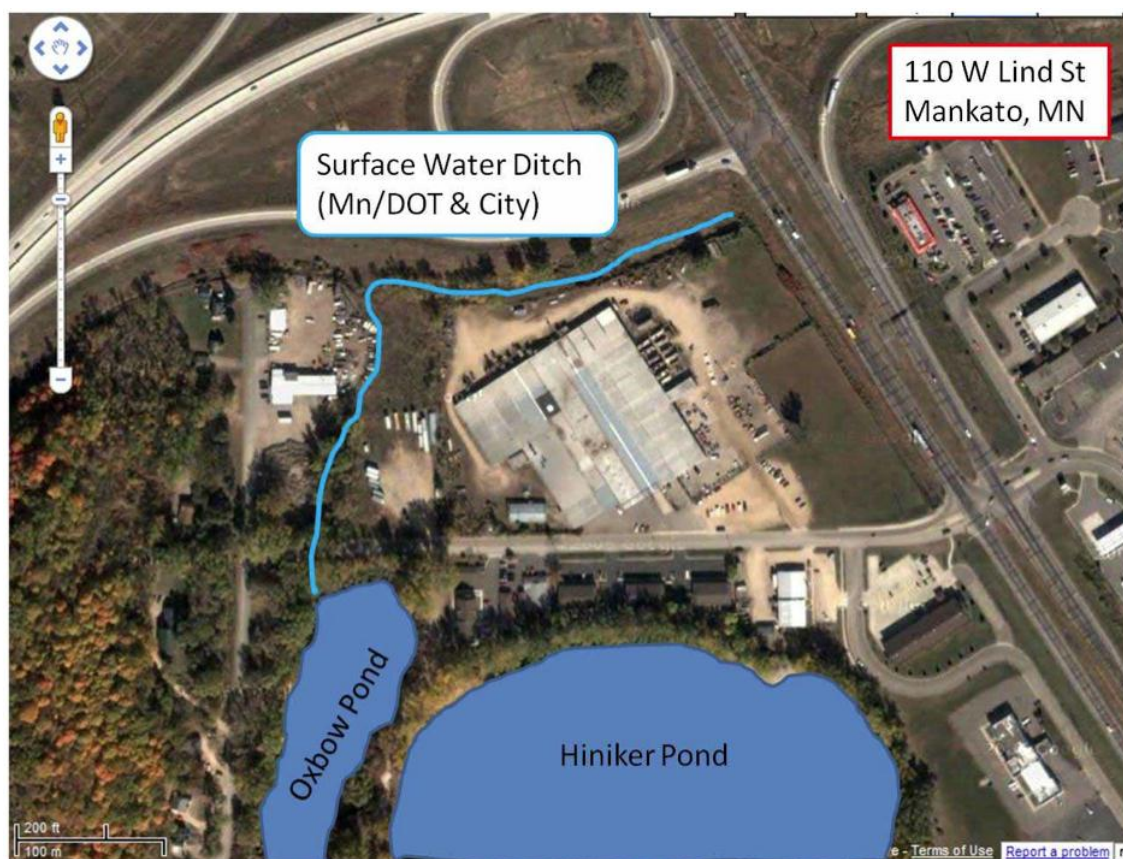 110 W Lind St
Mankato, MN
Surface Water Ditch
(Mn/DOT & City)
Oxbow Pond
Hiniker Pond
200 ft
100 m
- Terms of Use
Report a problem